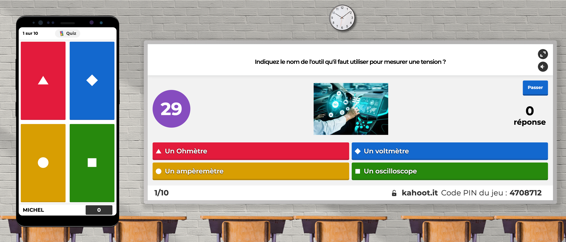 1 sur 10
Quiz
MICHEL
0
Indiquez le nom de l'outil qu'il faut utiliser pour mesurer une tension ?
29
Passer
0
réponse
Un Ohmètre
Un voltmètre
Un ampèremètre
Un oscilloscope
1/10
kahoot.it Code PIN du jeu : 4708712